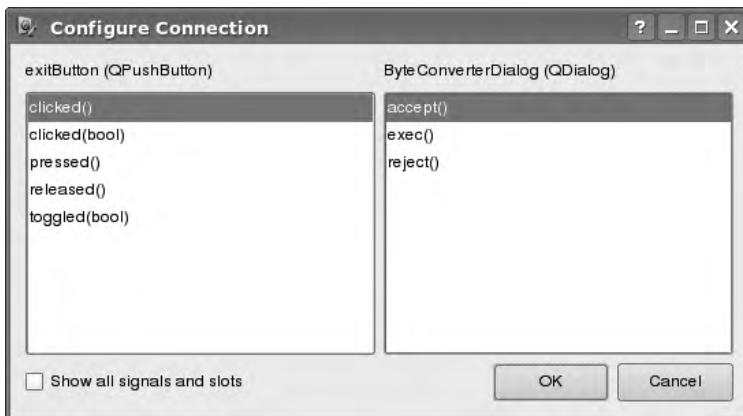 Configure Connection
?
exitButton (QPushButton)
ByteConverterDialog (QDialog)
clicked()
clicked(bool)
pressed()
released()
toggled(bool)
accept()
exec()
reject()
Show all signals and slots
OK
Cancel